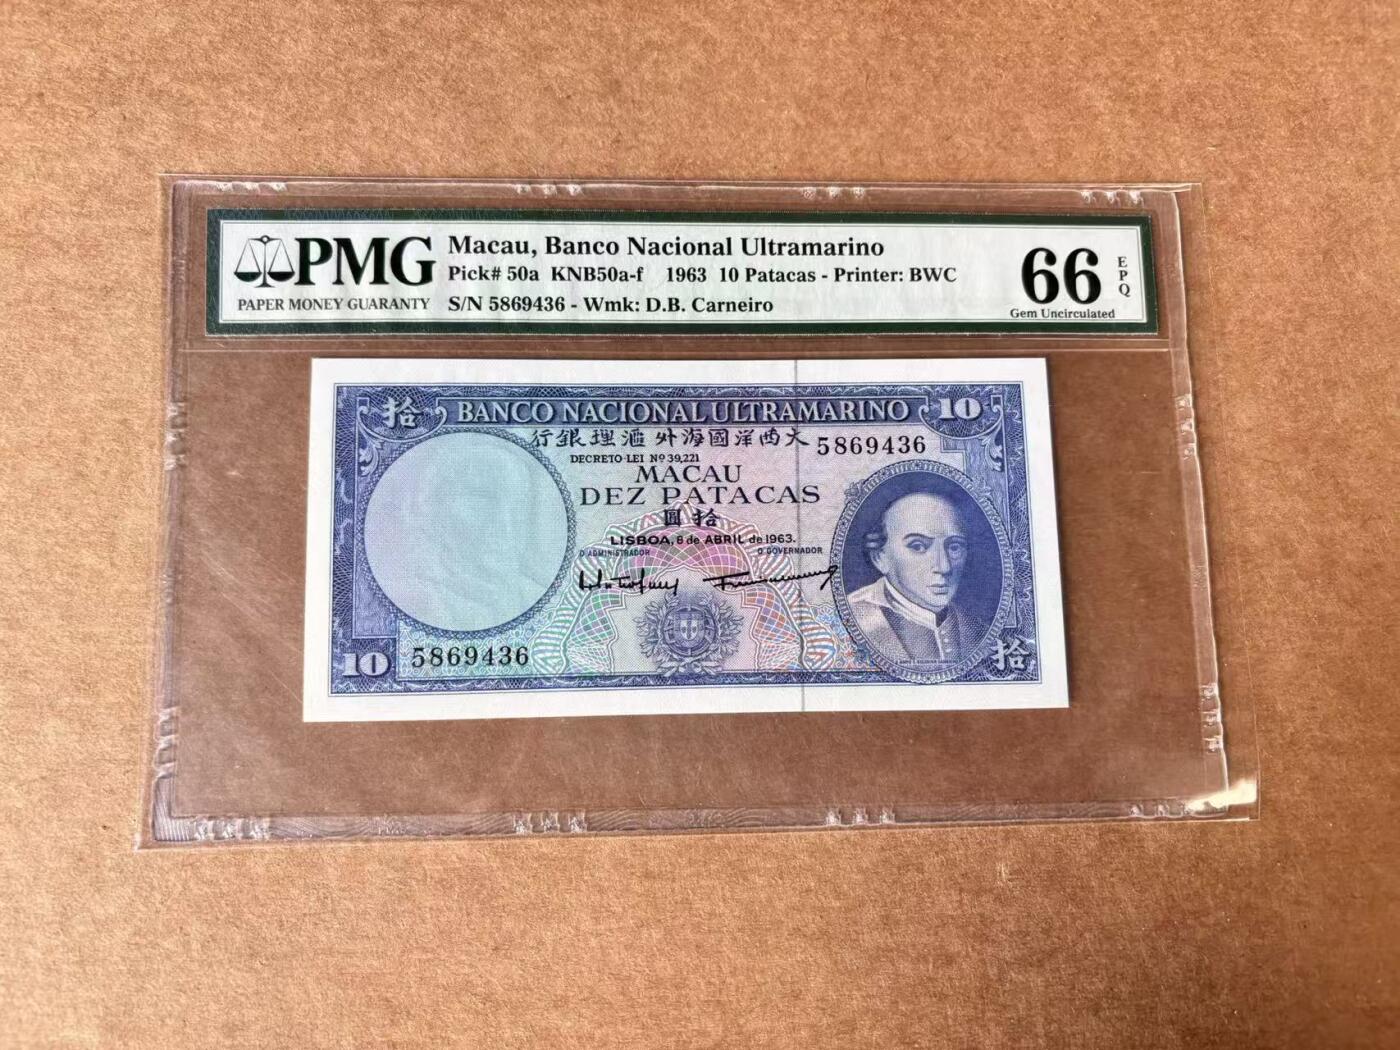 PMG
PAPER MONEY GUARANTY
Macau, Banco Nacional Ultramarino
Pick# 50a KNB50a-f 1963 10 Patacas - Printer: BWC
S/N 5869436 - Wmk: D.B. Carneiro
66 EPQ
Gem Uncirculated
拾 BANCO NACIONAL ULTRAMARINO 10
行銀理滙外海國洋西大 5869436
DECRETO-LEI Nº 39,221
MACAU
DEZ PATACAS
圓拾
LISBOA, 8 de ABRIL de 1963.
O ADMINISTRADOR O GOVERNADOR
10 5869436 拾